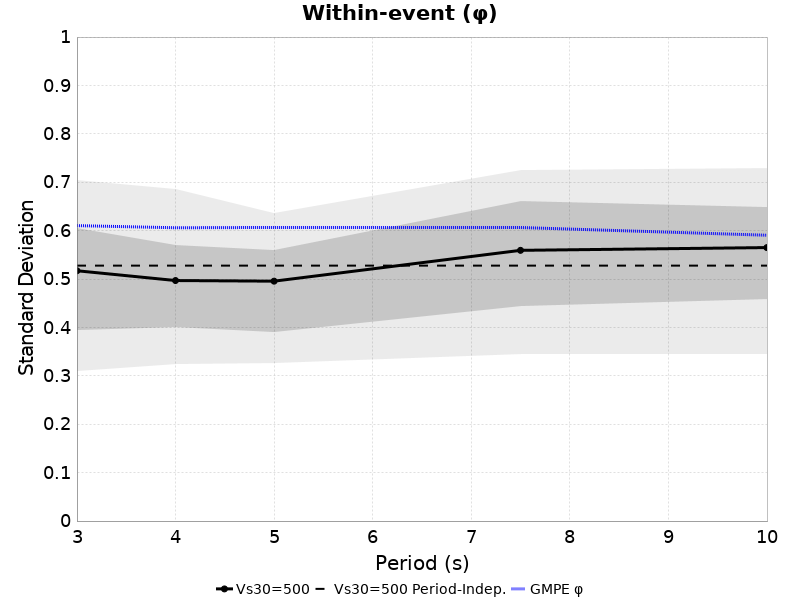 Within-event (φ)
Standard Deviation
1
0.9
0.8
0.7
0.6
0.5
0.4
0.3
0.2
0.1
0
3 4 5 6 7 8 9 10
Period (s)
Vs30=500 Vs30=500 Period-Indep. GMPE φ